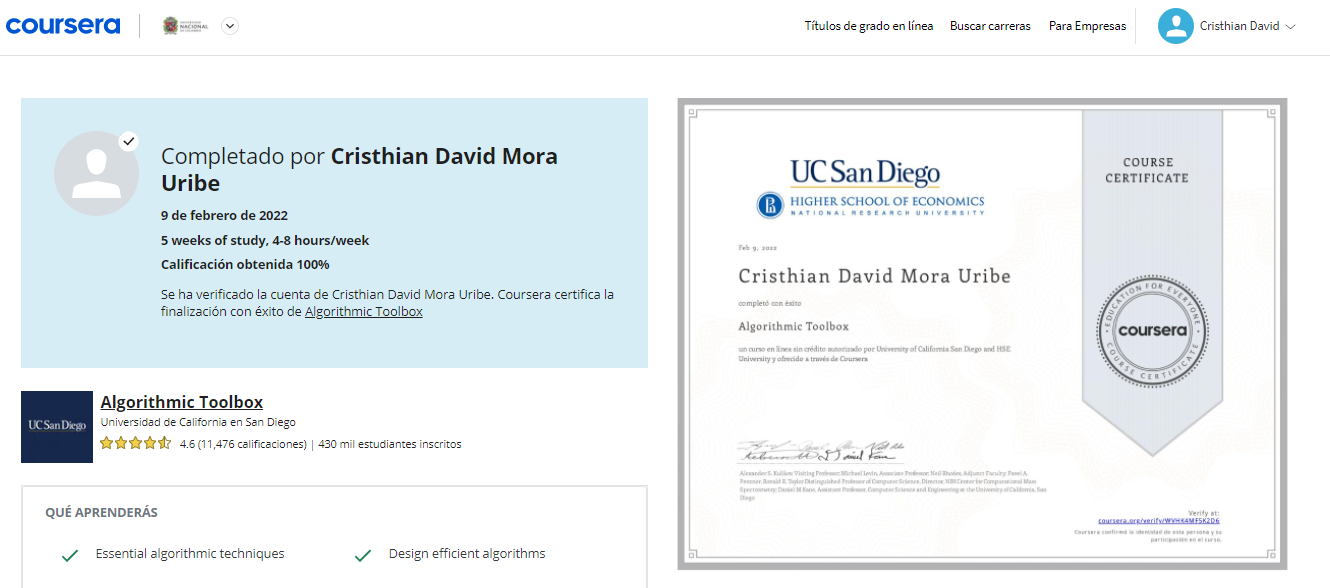 coursera
UNIVERSIDAD
NACIONAL
DE COLOMBIA
Títulos de grado en línea
Buscar carreras
Para Empresas
Cristhian David
Completado por Cristhian David Mora
Uribe
9 de febrero de 2022
5 weeks of study, 4-8 hours/week
Calificación obtenida 100%
Se ha verificado la cuenta de Cristhian David Mora Uribe. Coursera certifica la
finalización con éxito de Algorithmic Toolbox
UC San Diego
Algorithmic Toolbox
Universidad de California en San Diego
4.6 (11,476 calificaciones) | 430 mil estudiantes inscritos
QUÉ APRENDERÁS
Essential algorithmic techniques
Design efficient algorithms
UC San Diego
HIGHER SCHOOL OF ECONOMICS
NATIONAL RESEARCH UNIVERSITY
Feb 9, 2022
Cristhian David Mora Uribe
completó con éxito
Algorithmic Toolbox
un curso en línea sin crédito autorizado por University of California San Diego and HSE
University y ofrecido a través de Coursera
COURSE
CERTIFICATE
EDUCATION FOR EVERYONE
coursera
COURSE CERTIFICATE
Alexander S. Kulikov Visiting Professor; Michael Levin, Associate Professor; Neil Rhodes, Adjunct Faculty; Pavel A.
Pevzner, Ronald R. Taylor Distinguished Professor of Computer Science, Director, NIH Center for Computational Mass
Spectrometry; Daniel M Kane, Assistant Professor, Computer Science and Engineering at the University of California, San
Diego
Verify at:
coursera.org/verify/WVHK4MF5K2D6
Coursera confirmó la identidad de esta persona y su
participación en el curso.